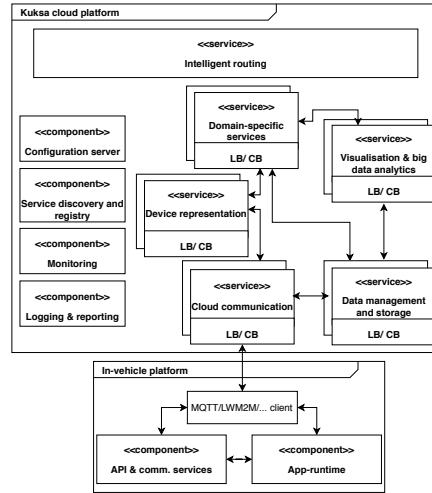 Kuksa cloud platform
<<service>>
Intelligent routing
<<service>>
Domain-specific
services
LB/ CB
<<component>>
Configuration server
<<service>>
Visualisation & big
data analytics
LB/ CB
<<component>>
Service discovery and
registry
<<service>>
Device representation
LB/ CB
<<component>>
Monitoring
<<service>>
Cloud communication
LB/ CB
<<service>>
Data management
and storage
LB/ CB
<<component>>
Logging & reporting
In-vehicle platform
MQTT/LWM2M/... client
<<component>>
API & comm. services
<<component>>
App-runtime